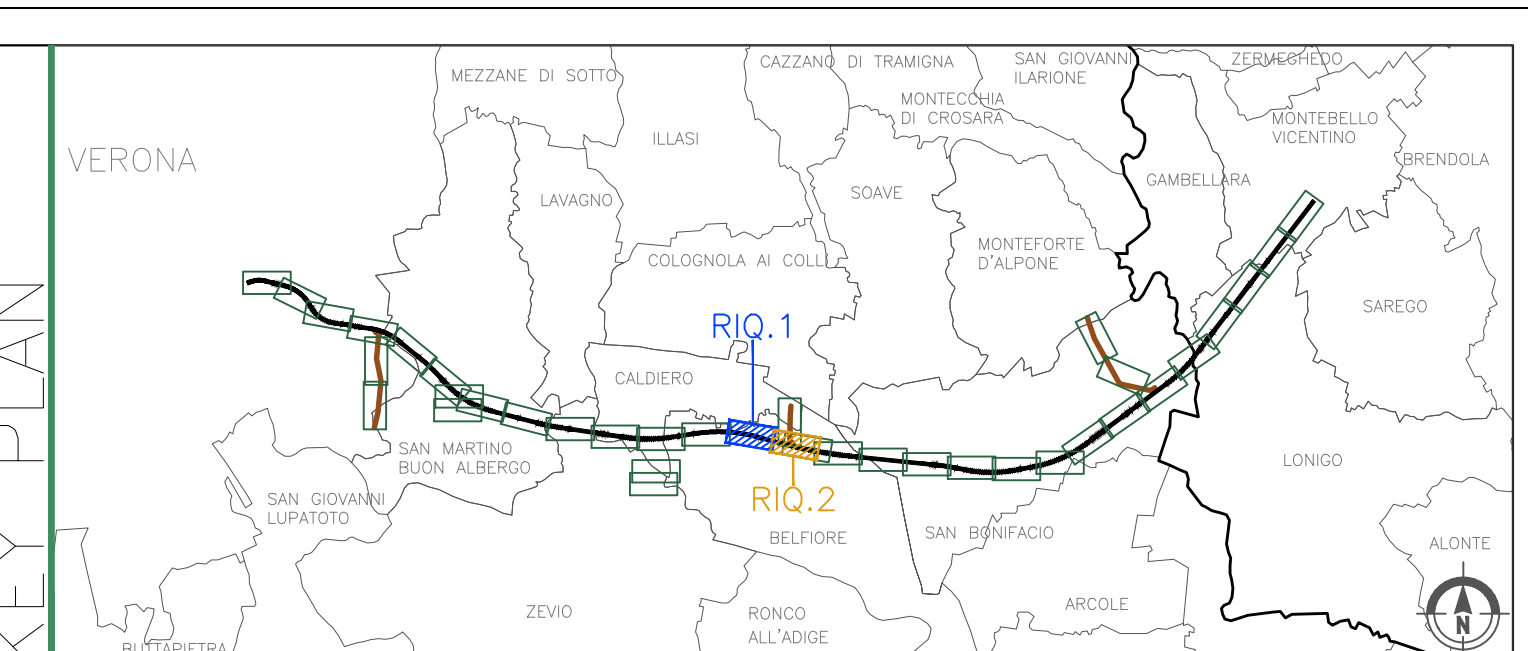 KEY PLAN
MEZZANE DI SOTTO
CAZZANO DI TRAMIGNA
SAN GIOVANNI
ILARIONE
ZERMEGHEDO
MONTECCHIA
DI CROSARA
MONTEBELLO
VICENTINO
VERONA
ILLASI
BRENDOLA
LAVAGNO
SOAVE
GAMBELLARA
MONTEFORTE
D'ALPONE
COLOGNOLA AI COLLI
SAREGO
RIQ.1
CALDIERO
SAN MARTINO
BUON ALBERGO
LONIGO
SAN GIOVANNI
LUPATOTO
RIQ.2
BELFIORE
SAN BONIFACIO
ALONTE
ZEVIO
RONCO
ALL'ADIGE
ARCOLE
N
BUTTAPIETRA